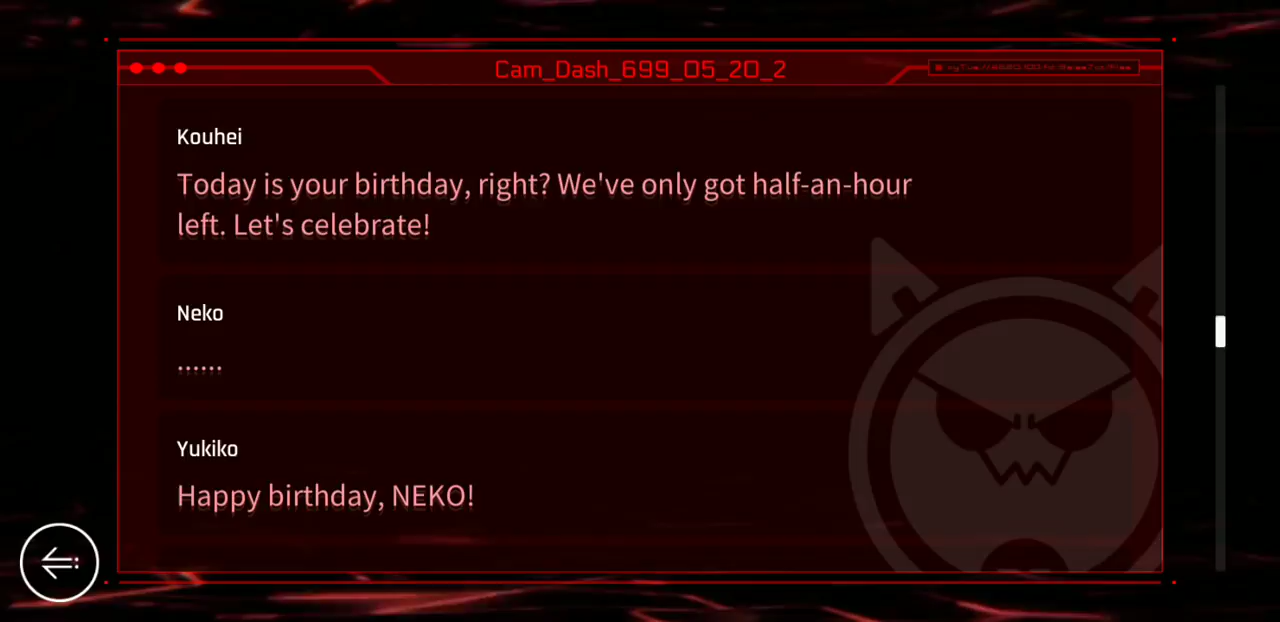 Cam_Dash_699_05_20_2
Kouhei
Today is your birthday, right? We've only got half-an-hour
left. Let's celebrate!
Neko
......
Yukiko
Happy birthday, NEKO!